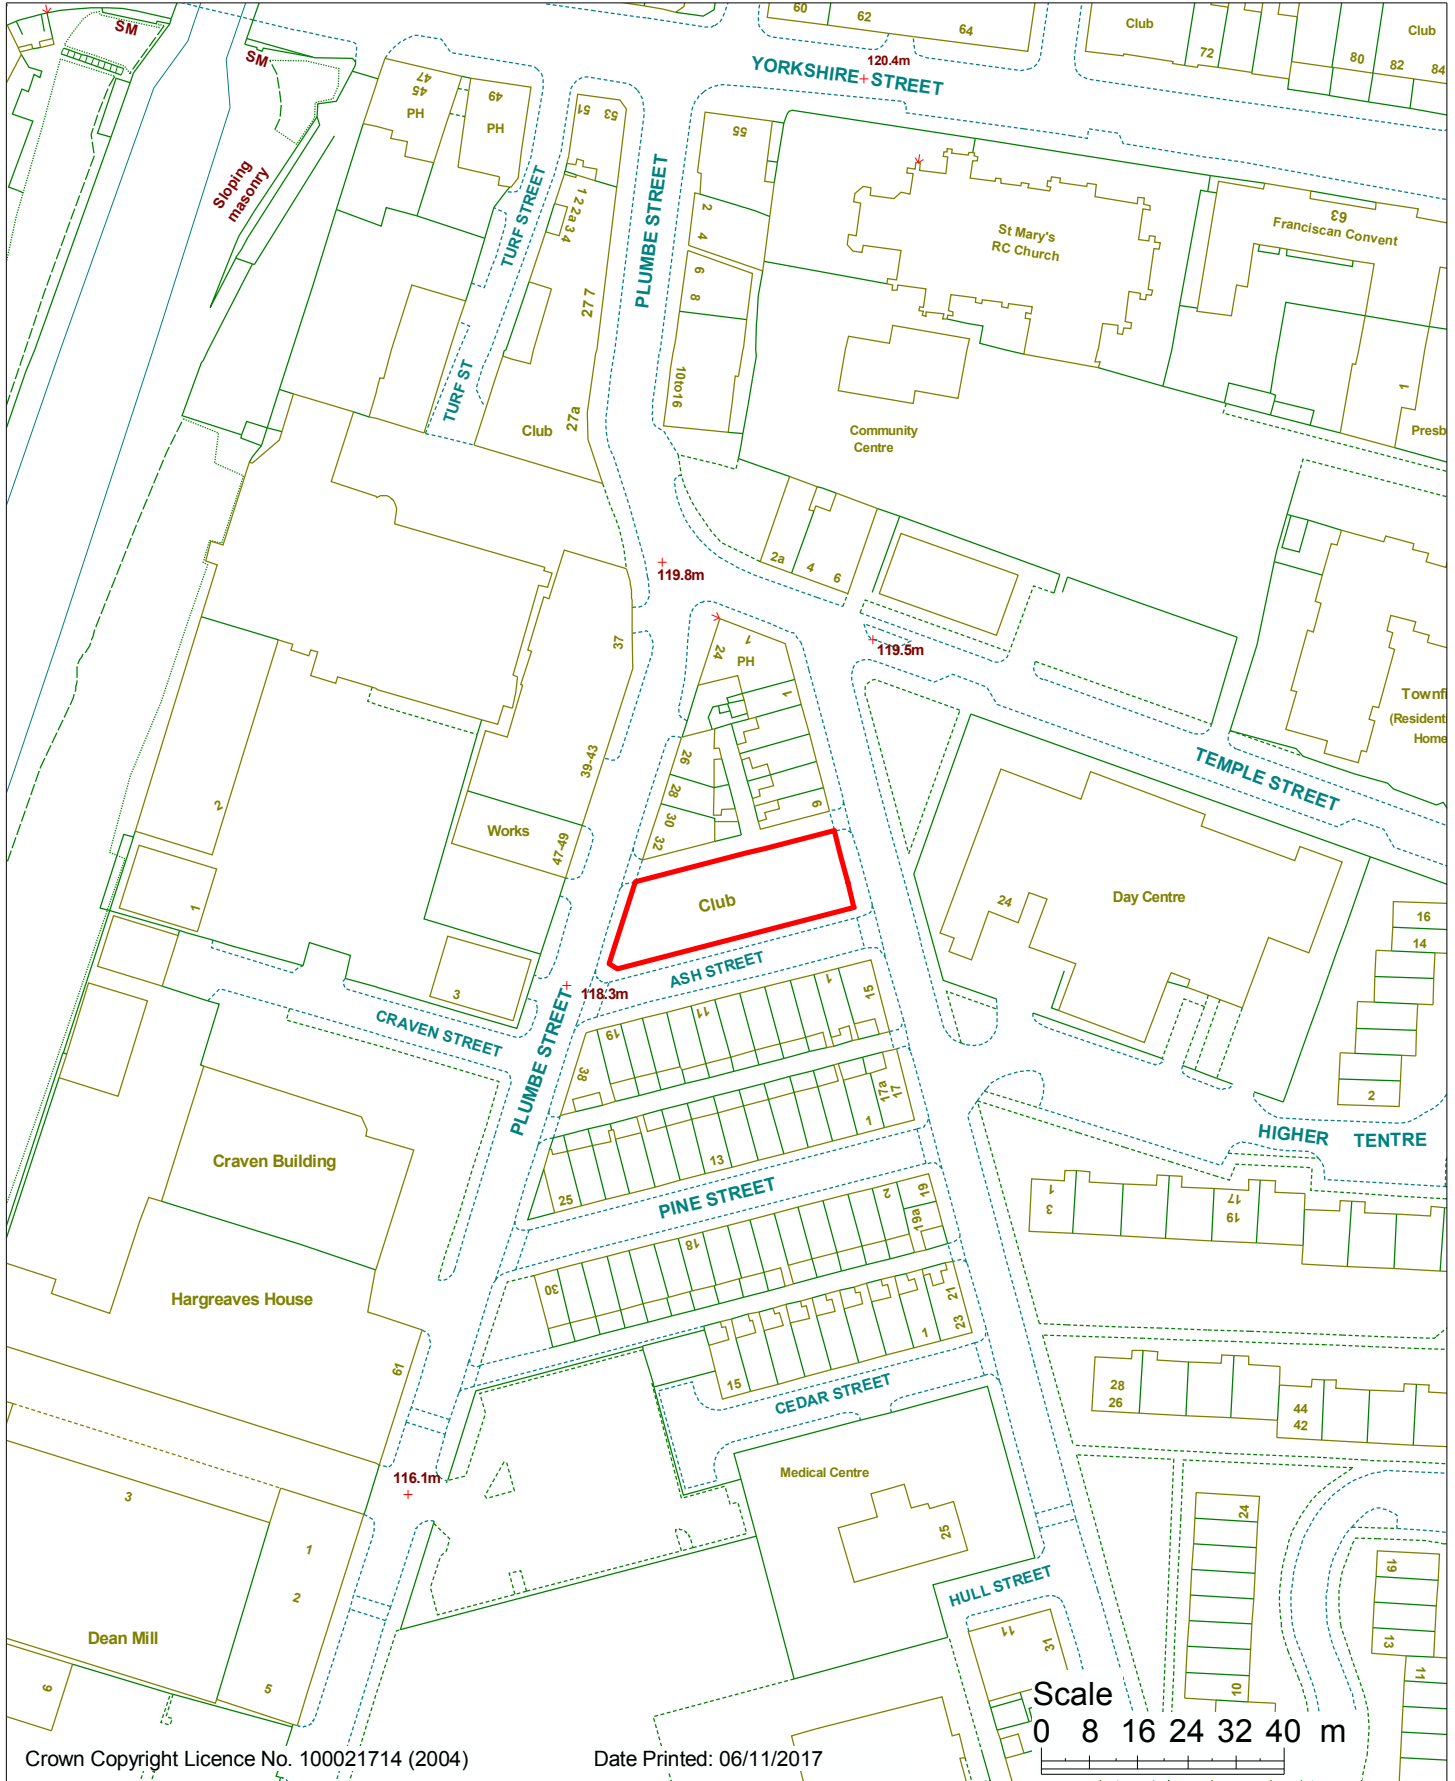 60
62
64
Club
72
80
82
84
Club
SM
SM
120.4m
YORKSHIRE STREET
47
45
PH
49
PH
51
53
55
Sloping
masonry
TURF STREET
1 2 2a 3 4
PLUMBE STREET
2
4
6
8
St Mary's
RC Church
63
Franciscan Convent
7
27
10to16
TURF ST
Club
27a
Community
Centre
1
Presb
2a
4
6
119.8m
119.5m
37
1
24
PH
1
Townfi
(Resident
Home
TEMPLE STREET
39-43
26
28
30
32
9
2
Works
47-49
1
Club
24
Day Centre
16
14
ASH STREET
3
118.3m
1
15
11
19
CRAVEN STREET
PLUMBE STREET
38
17a
17
1
2
HIGHER TENTRE
Craven Building
13
25
PINE STREET
2
19
19a
1
3
17
19
18
30
Hargreaves House
21
23
1
61
15
CEDAR STREET
28
26
44
42
116.1m
Medical Centre
3
25
24
1
2
HULL STREET
19
11
31
13
Dean Mill
5
9
10
11
Scale
0 8 16 24 32 40 m
Crown Copyright Licence No. 100021714 (2004)
Date Printed: 06/11/2017